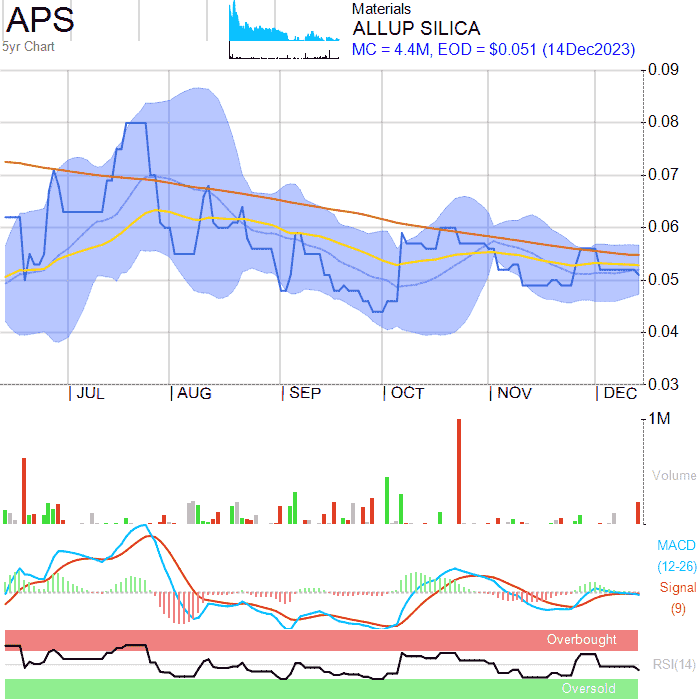 APS
5yr Chart
Materials
ALLUP SILICA
MC = 4.4M, EOD = $0.051 (14Dec2023)
0.09
0.08
0.07
0.06
0.05
0.04
0.03
JUL AUG SEP OCT NOV DEC
1M
Volume
MACD
(12-26)
Signal
(9)
Overbought
RSI(14)
Oversold